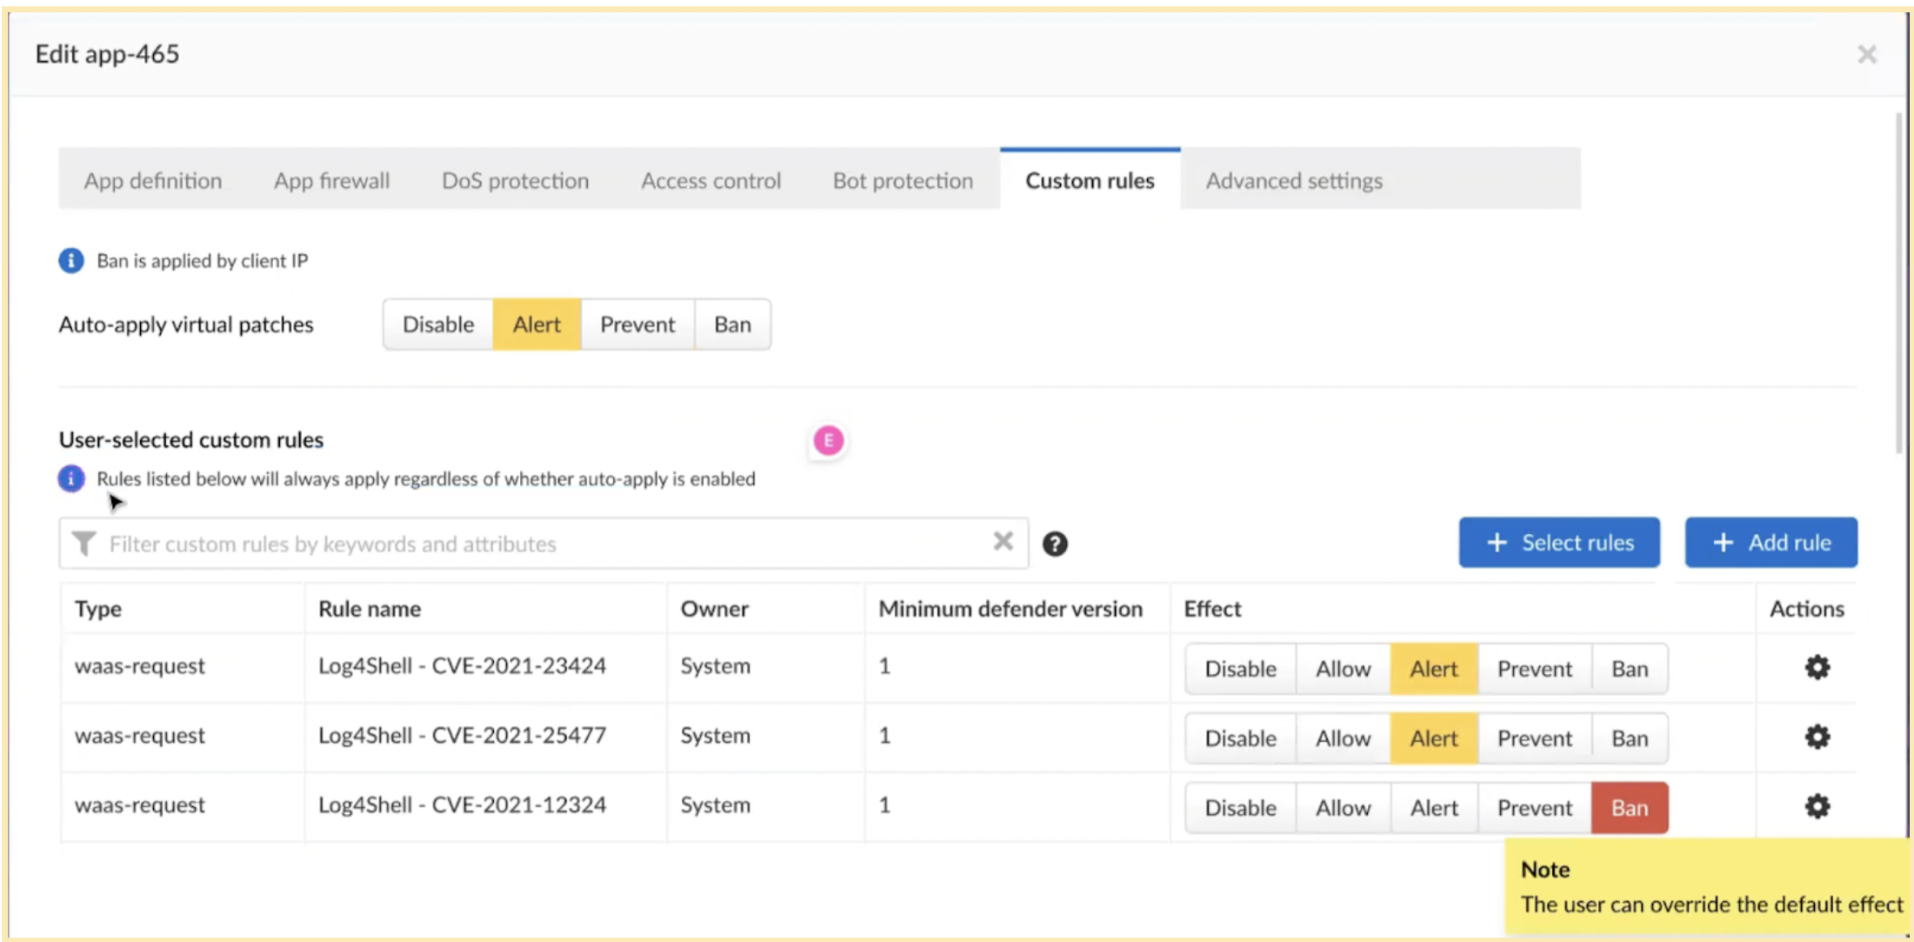 Edit app-465
App definition App firewall DoS protection Access control Bot protection Custom rules Advanced settings
Ban is applied by client IP
Auto-apply virtual patches Disable Alert Prevent Ban
User-selected custom rules E
Rules listed below will always apply regardless of whether auto-apply is enabled
Filter custom rules by keywords and attributes + Select rules + Add rule
Type Rule name Owner Minimum defender version Effect Actions
waas-request Log4Shell - CVE-2021-23424 System 1 Disable Allow Alert Prevent Ban
waas-request Log4Shell - CVE-2021-25477 System 1 Disable Allow Alert Prevent Ban
waas-request Log4Shell - CVE-2021-12324 System 1 Disable Allow Alert Prevent Ban
Note
The user can override the default effect